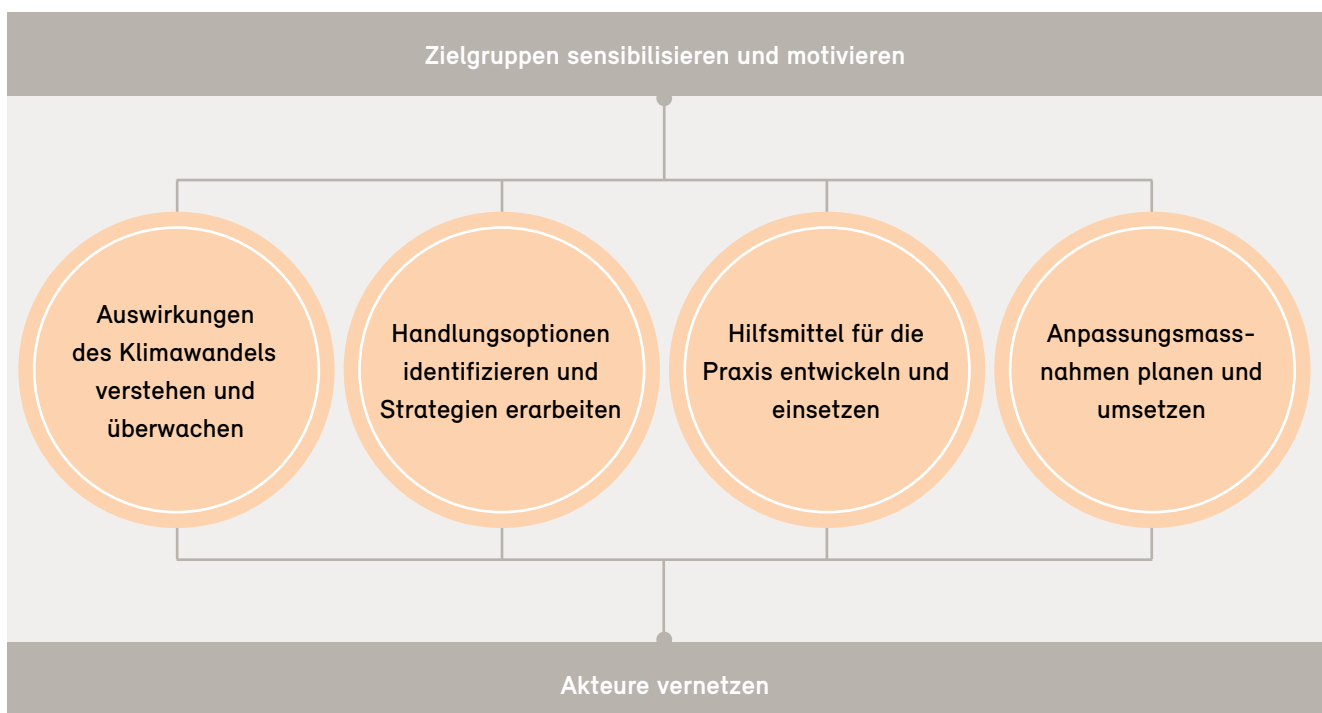 Zielgruppen sensibilisieren und motivieren
Auswirkungen
des Klimawandels
verstehen und
überwachen
Handlungsoptionen
identifizieren und
Strategien erarbeiten
Hilfsmittel für die
Praxis entwickeln und
einsetzen
Anpassungsmass-
nahmen planen und
umsetzen
Akteure vernetzen